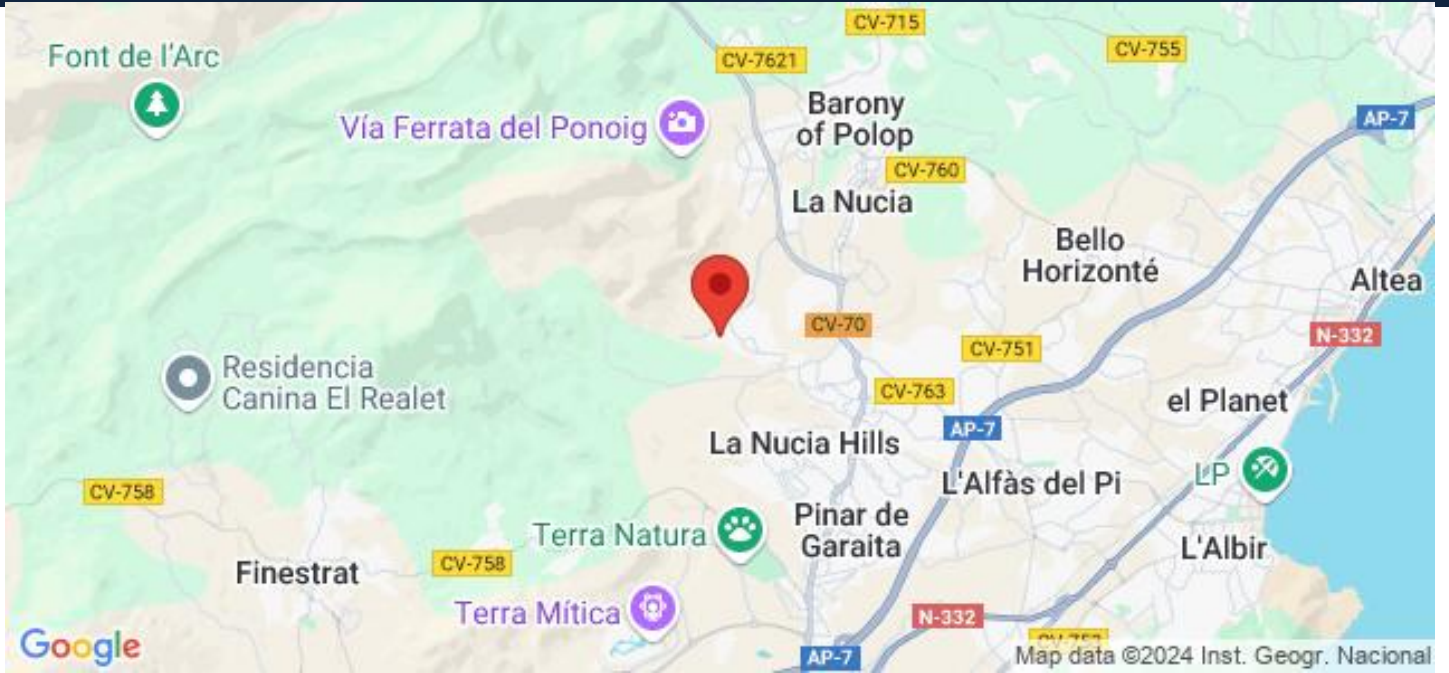 CV-715
Font de l'Arc
CV-755
CV-7621
Barony
of Polop
AP-7
Vía Ferrata del Ponoig
CV-760
La Nucia
Bello
Horizonté
Altea
CV-70
N-332
CV-751
Residencia
Canina El Realet
CV-763
el Planet
AP-7
La Nucia Hills
LP
L'Alfàs del Pi
CV-758
Pinar de
Garaita
Terra Natura
L'Albir
Finestrat
CV-758
Terra Mítica
N-332
Google
AP-7
Map data ©2024 Inst. Geogr. Nacional